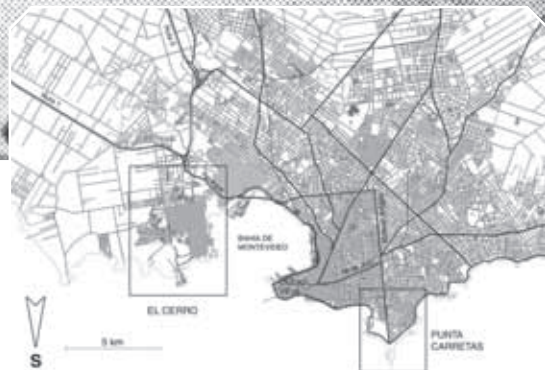 BAHIA DE
MONTEVIDEO
EL CERRO
PUNTA
CARRETAS
5 km
S